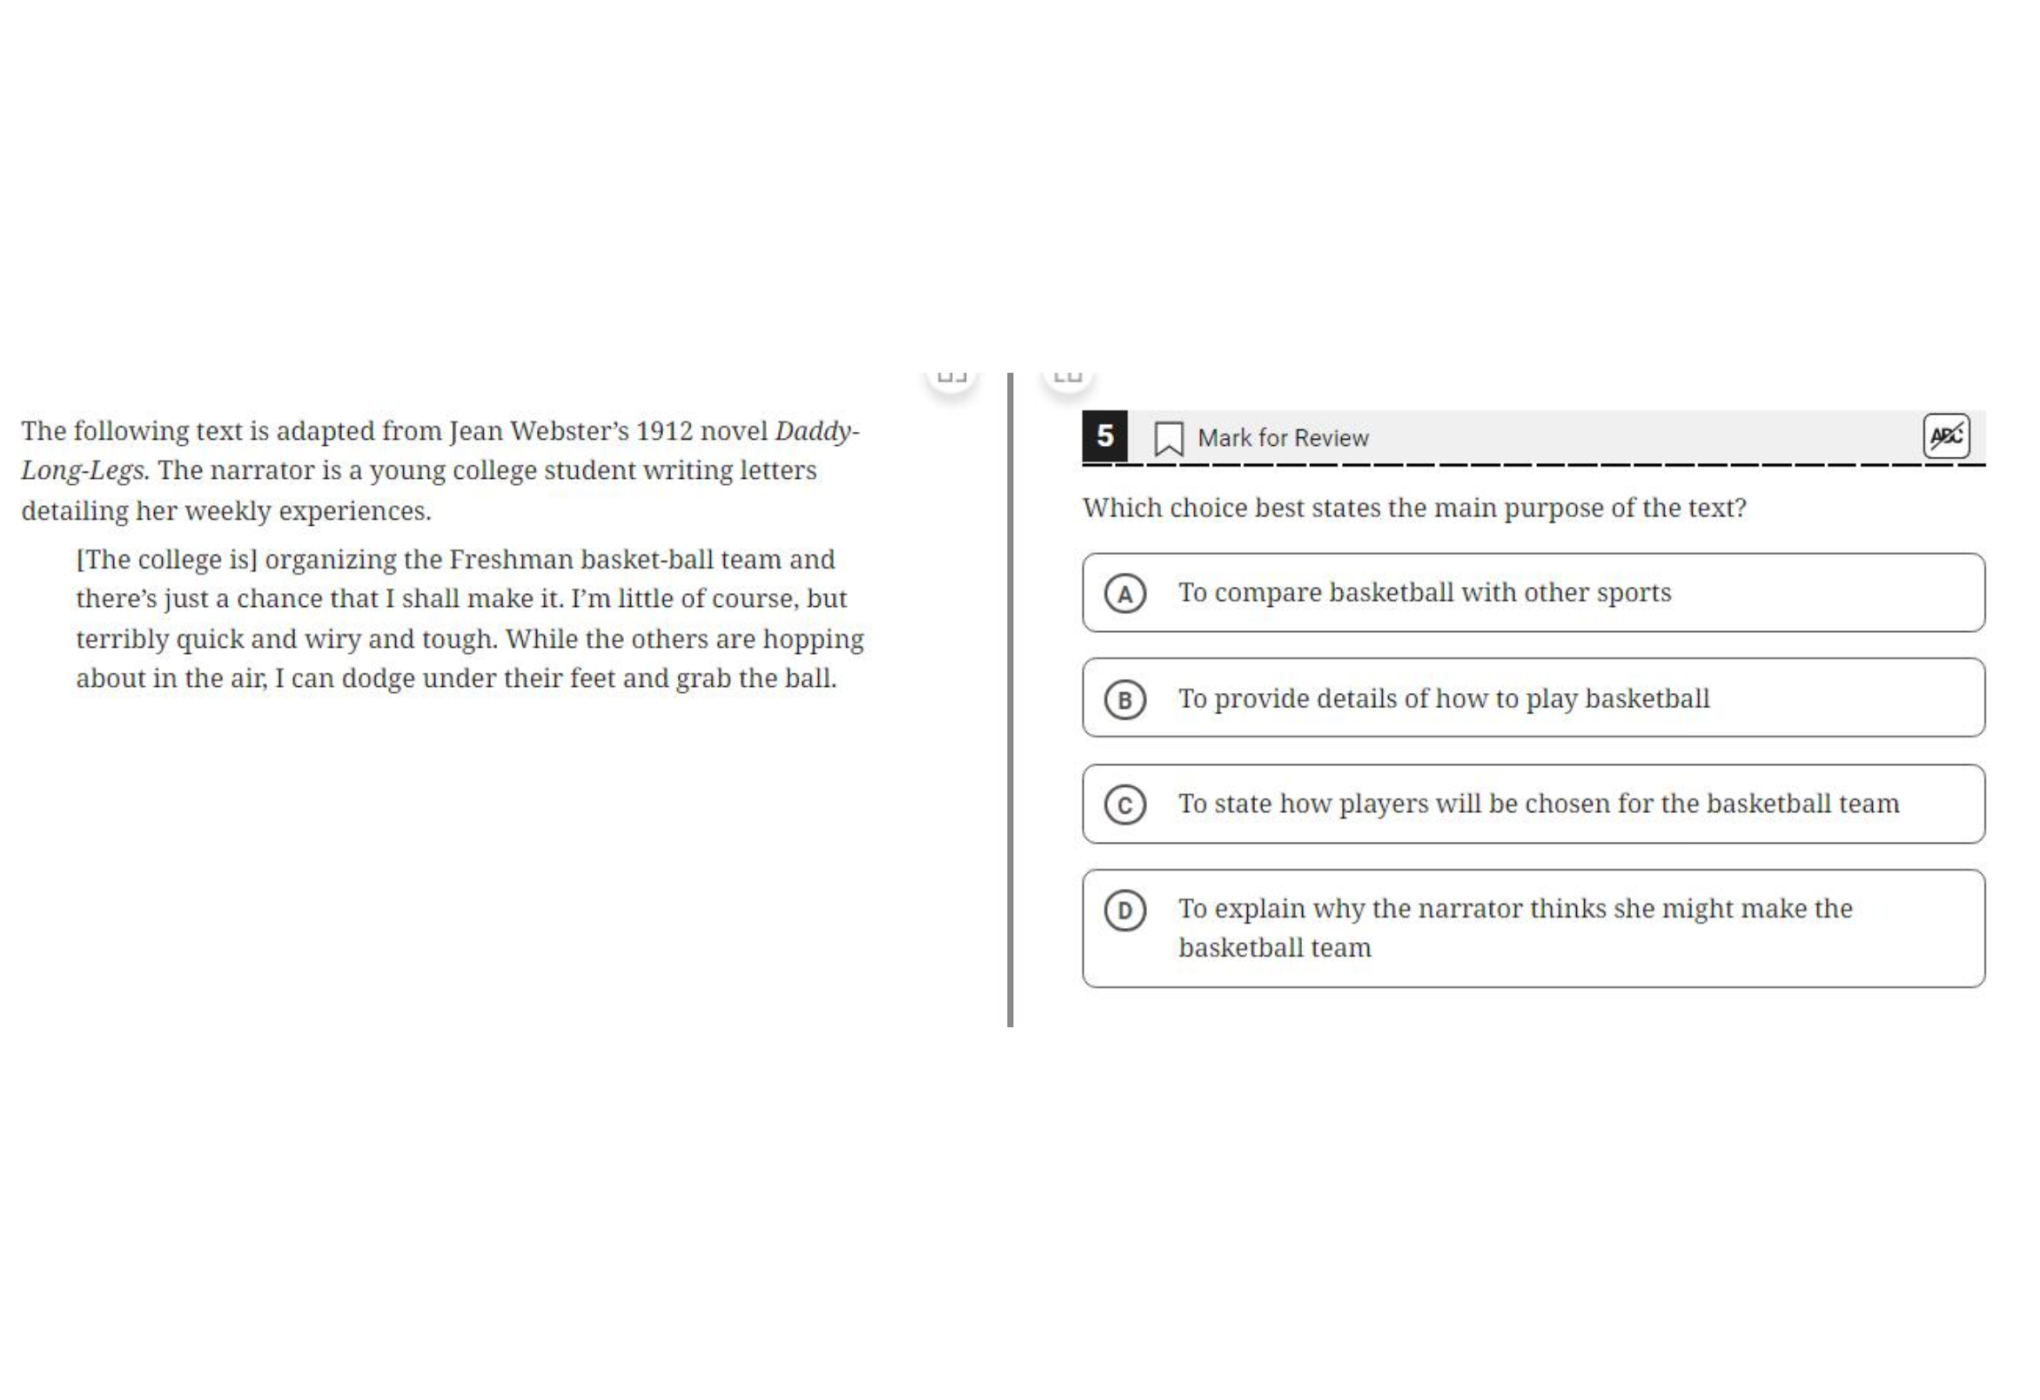 The following text is adapted from Jean Webster’s 1912 novel Daddy-
Long-Legs. The narrator is a young college student writing letters
detailing her weekly experiences.
[The college is] organizing the Freshman basket-ball team and
there’s just a chance that I shall make it. I’m little of course, but
terribly quick and wiry and tough. While the others are hopping
about in the air, I can dodge under their feet and grab the ball.
5 Mark for Review ABC
Which choice best states the main purpose of the text?
A To compare basketball with other sports
B To provide details of how to play basketball
C To state how players will be chosen for the basketball team
D To explain why the narrator thinks she might make the
basketball team